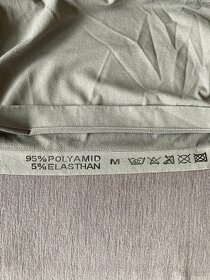 95% POLYAMID M
5% ELASTHAN